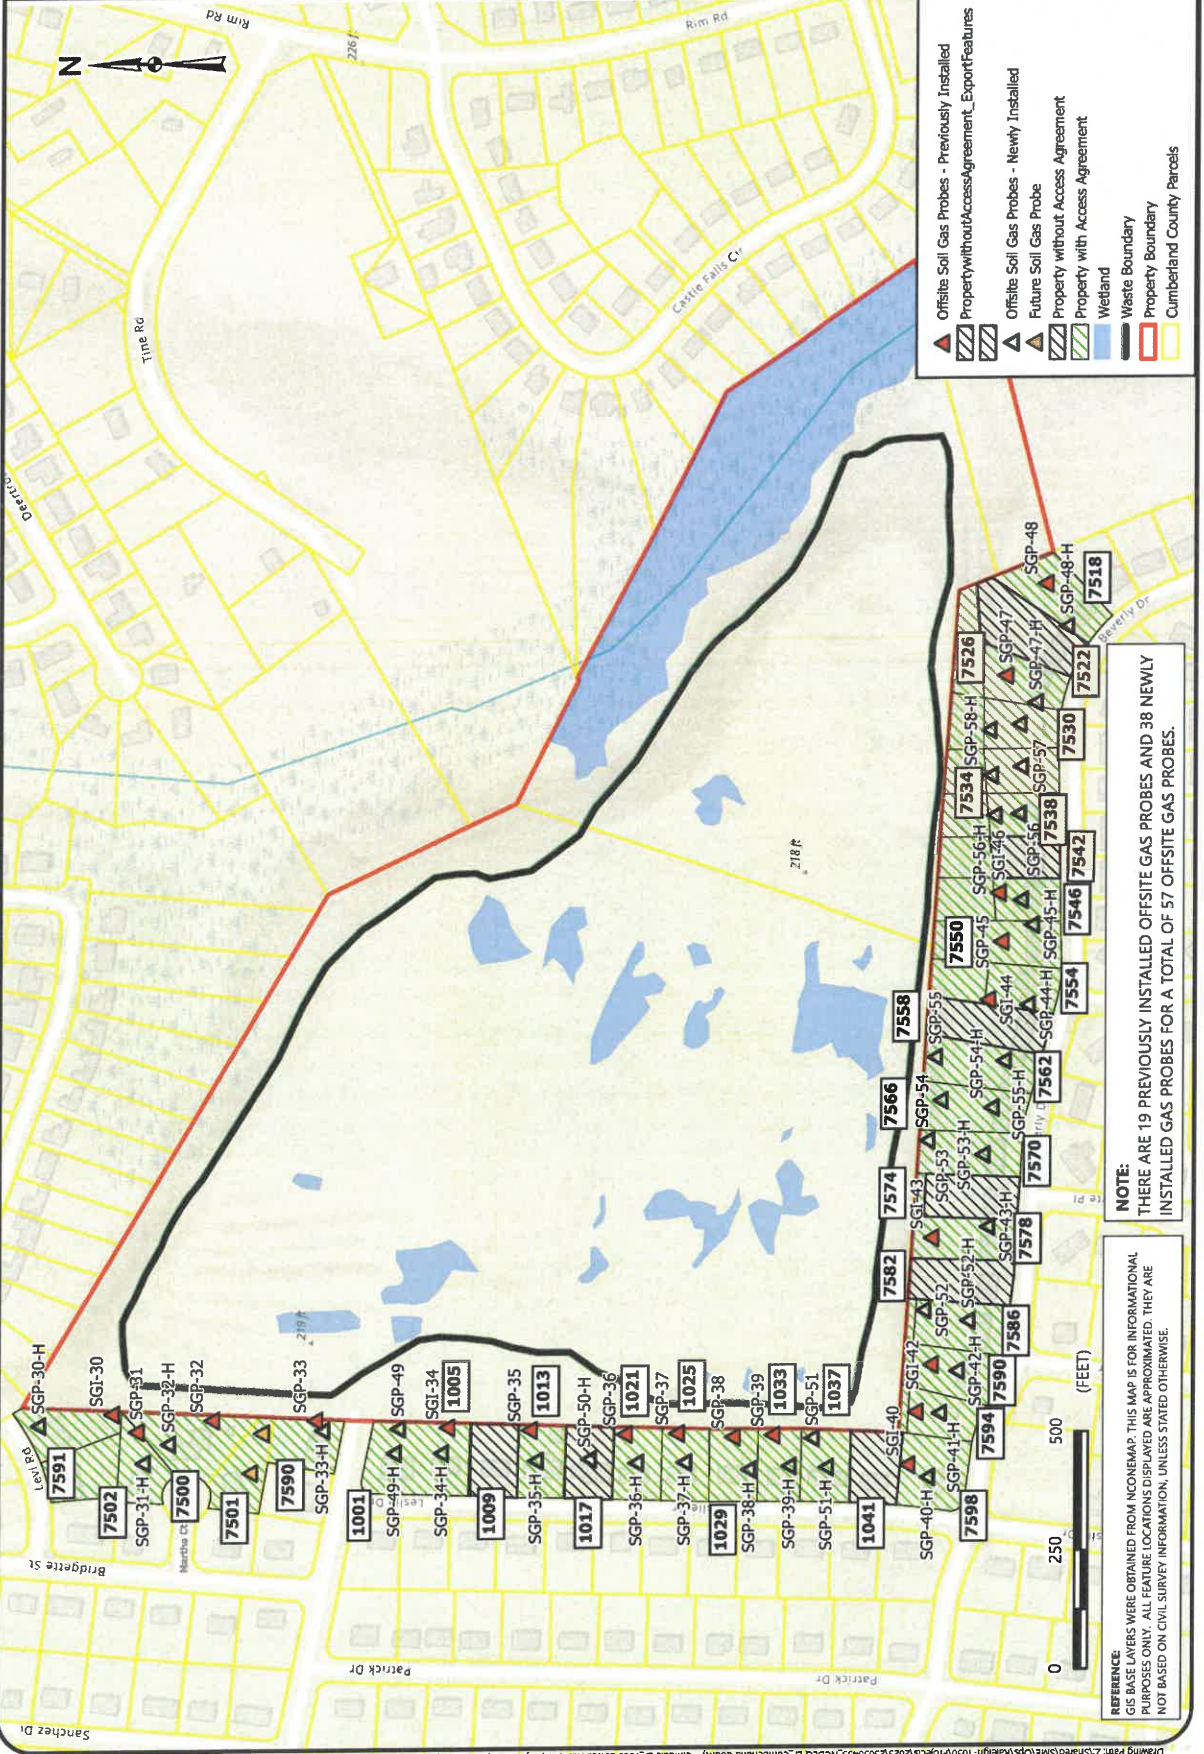 Rim Rd
Rim Rd
226 ft
N
Tine Rd
Castle Falls Cir
Sanchez Dr
Patrick Dr
Patrick Dr
Bridgette St
Levi Rd
Martha Ct
Beverly Dr
218 ft
219 ft
SGP-30-H
SGI-30
7591
7502
SGP-31
SGP-31-H
SGP-32-H
SGP-32
7500
7501
7590
SGP-33
SGP-33-H
1001
SGP-49
SGP-49-H
SGI-34
1005
SGP-34-H
1009
SGP-35
1013
SGP-35-H
1017
SGP-50-H
SGP-36
1021
SGP-36-H
SGP-37
1025
SGP-37-H
1029
SGP-38
SGP-38-H
SGP-39
1033
SGP-39-H
SGP-51
1037
SGP-51-H
1041
SGI-40
SGP-40-H
7598
SGP-41-H
7594
SGI-42
SGP-42-H
7590
7586
SGP-52
SGP-52-H
7582
7578
SGP-43-H
SGI-43
7574
SGP-53
SGP-53-H
7570
7566
SGP-54
SGP-54-H
SGP-55-H
7562
7558
SGP-55
SGP-44-H
SGI-44
7554
7550
SGP-45
SGP-45-H
7546
SGP-56-H
SGI-46
SGP-56
7542
7538
7534
SGP-57
SGP-58-H
7530
7526
SGP-47
SGP-47-H
7522
SGP-48
SGP-48-H
7518
Offsite Soil Gas Probes - Previously Installed
PropertywithoutAccessAgreement_ExportFeatures
Offsite Soil Gas Probes - Newly Installed
Future Soil Gas Probe
Property without Access Agreement
Property with Access Agreement
Wetland
Waste Boundary
Property Boundary
Cumberland County Parcels
0 250 500
(FEET)
REFERENCE:
GIS BASE LAYERS WERE OBTAINED FROM NCONEMAP. THIS MAP IS FOR INFORMATIONAL
PURPOSES ONLY. ALL FEATURE LOCATIONS DISPLAYED ARE APPROXIMATED. THEY ARE
NOT BASED ON CIVIL SURVEY INFORMATION, UNLESS STATED OTHERWISE.
NOTE:
THERE ARE 19 PREVIOUSLY INSTALLED OFFSITE GAS PROBES AND 38 NEWLY
INSTALLED GAS PROBES FOR A TOTAL OF 57 OFFSITE GAS PROBES.